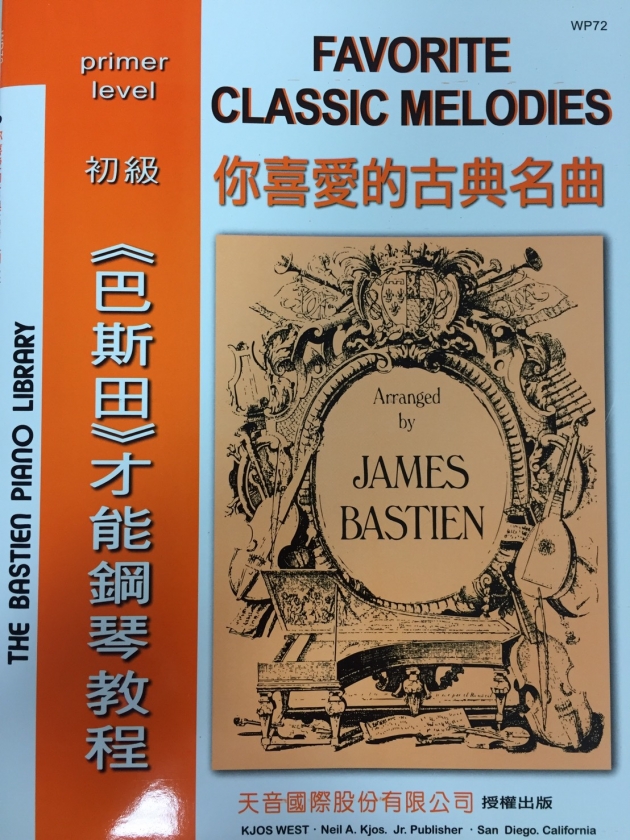 WP72
primer
level
初級
FAVORITE
CLASSIC MELODIES
你喜愛的古典名曲
《巴斯田》才能鋼琴教程
THE BASTIEN PIANO LIBRARY
Arranged
by
JAMES
BASTIEN
天音國際股份有限公司 授權出版
KJOS WEST · Neil A. Kjos. Jr. Publisher · San Diego. California